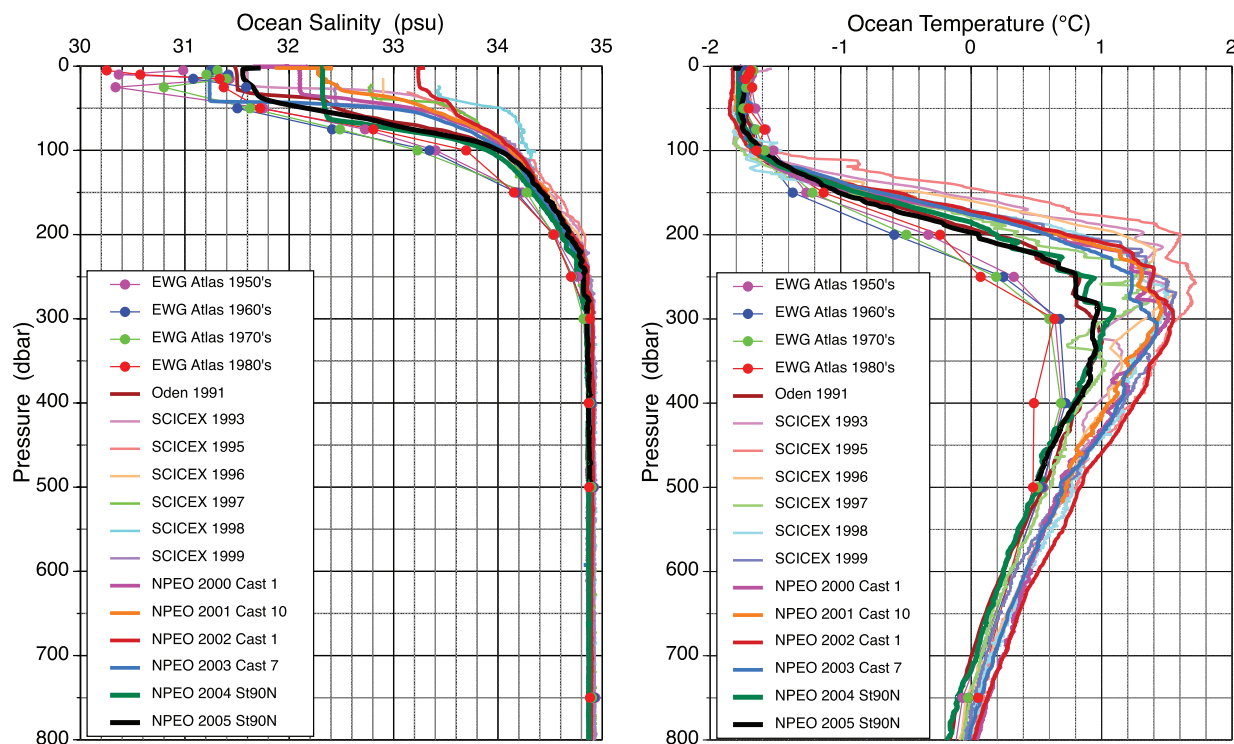 Ocean Salinity (psu)
30 31 32 33 34 35
0
100
200
300
400
500
600
700
800
Pressure (dbar)
EWG Atlas 1950's
EWG Atlas 1960's
EWG Atlas 1970's
EWG Atlas 1980's
Oden 1991
SCICEX 1993
SCICEX 1995
SCICEX 1996
SCICEX 1997
SCICEX 1998
SCICEX 1999
NPEO 2000 Cast 1
NPEO 2001 Cast 10
NPEO 2002 Cast 1
NPEO 2003 Cast 7
NPEO 2004 St90N
NPEO 2005 St90N
Ocean Temperature (°C)
-2 -1 0 1 2
0
100
200
300
400
500
600
700
800
Pressure (dbar)
EWG Atlas 1950's
EWG Atlas 1960's
EWG Atlas 1970's
EWG Atlas 1980's
Oden 1991
SCICEX 1993
SCICEX 1995
SCICEX 1996
SCICEX 1997
SCICEX 1998
SCICEX 1999
NPEO 2000 Cast 1
NPEO 2001 Cast 10
NPEO 2002 Cast 1
NPEO 2003 Cast 7
NPEO 2004 St90N
NPEO 2005 St90N